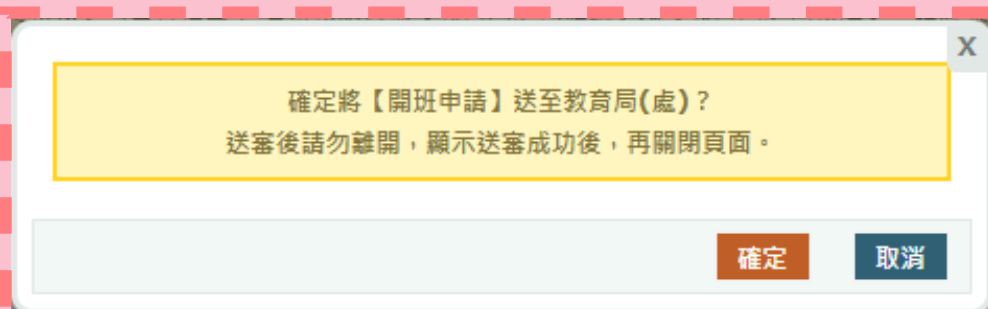 X
確定將【開班申請】送至教育局(處)？
送審後請勿離開，顯示送審成功後，再關閉頁面。
確定
取消